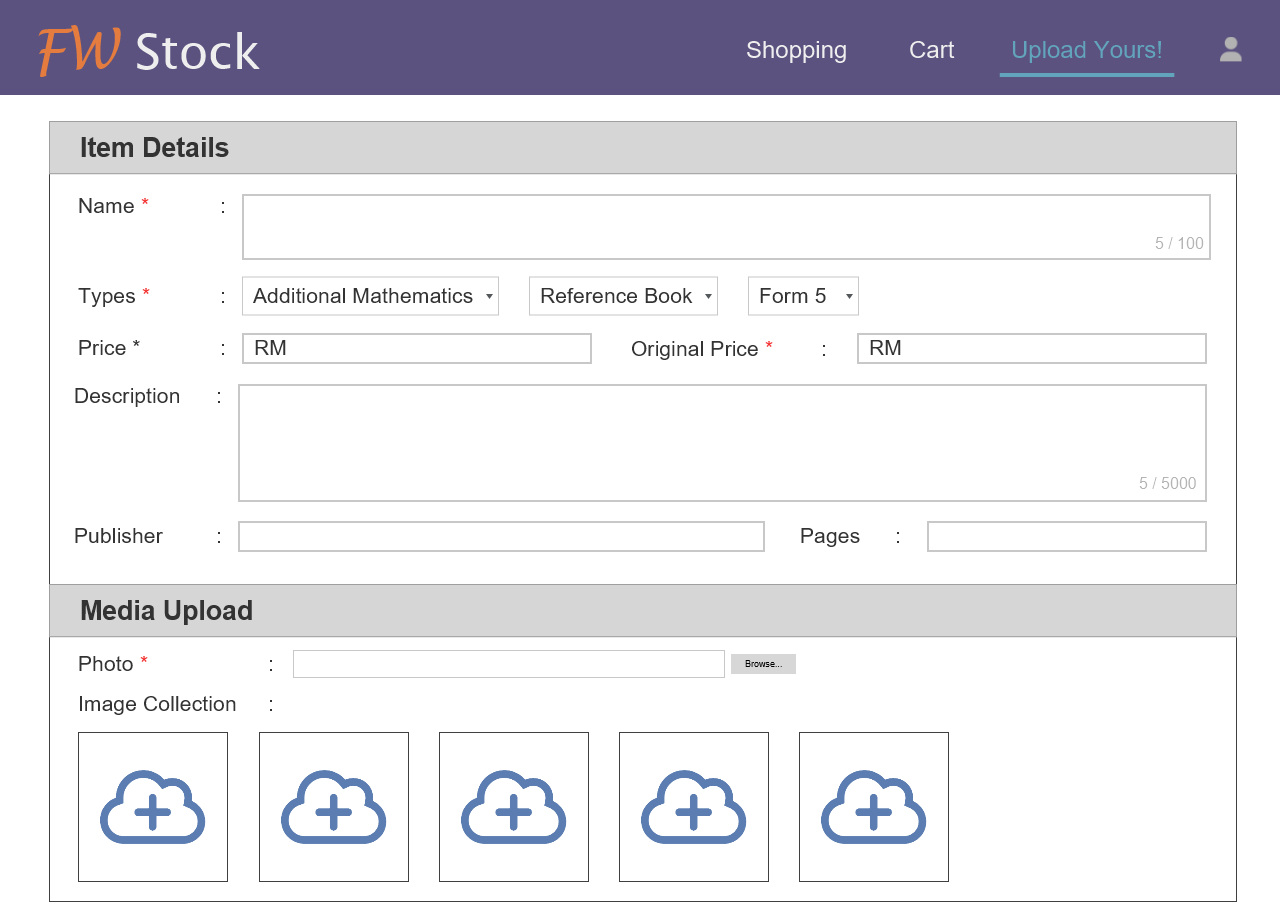 FW Stock Shopping Cart Upload Yours!
Item Details
Name * :
5 / 100
Types * : Additional Mathematics Reference Book Form 5
Price * : RM Original Price * : RM
Description :
5 / 5000
Publisher : Pages :
Media Upload
Photo * : Browse...
Image Collection :